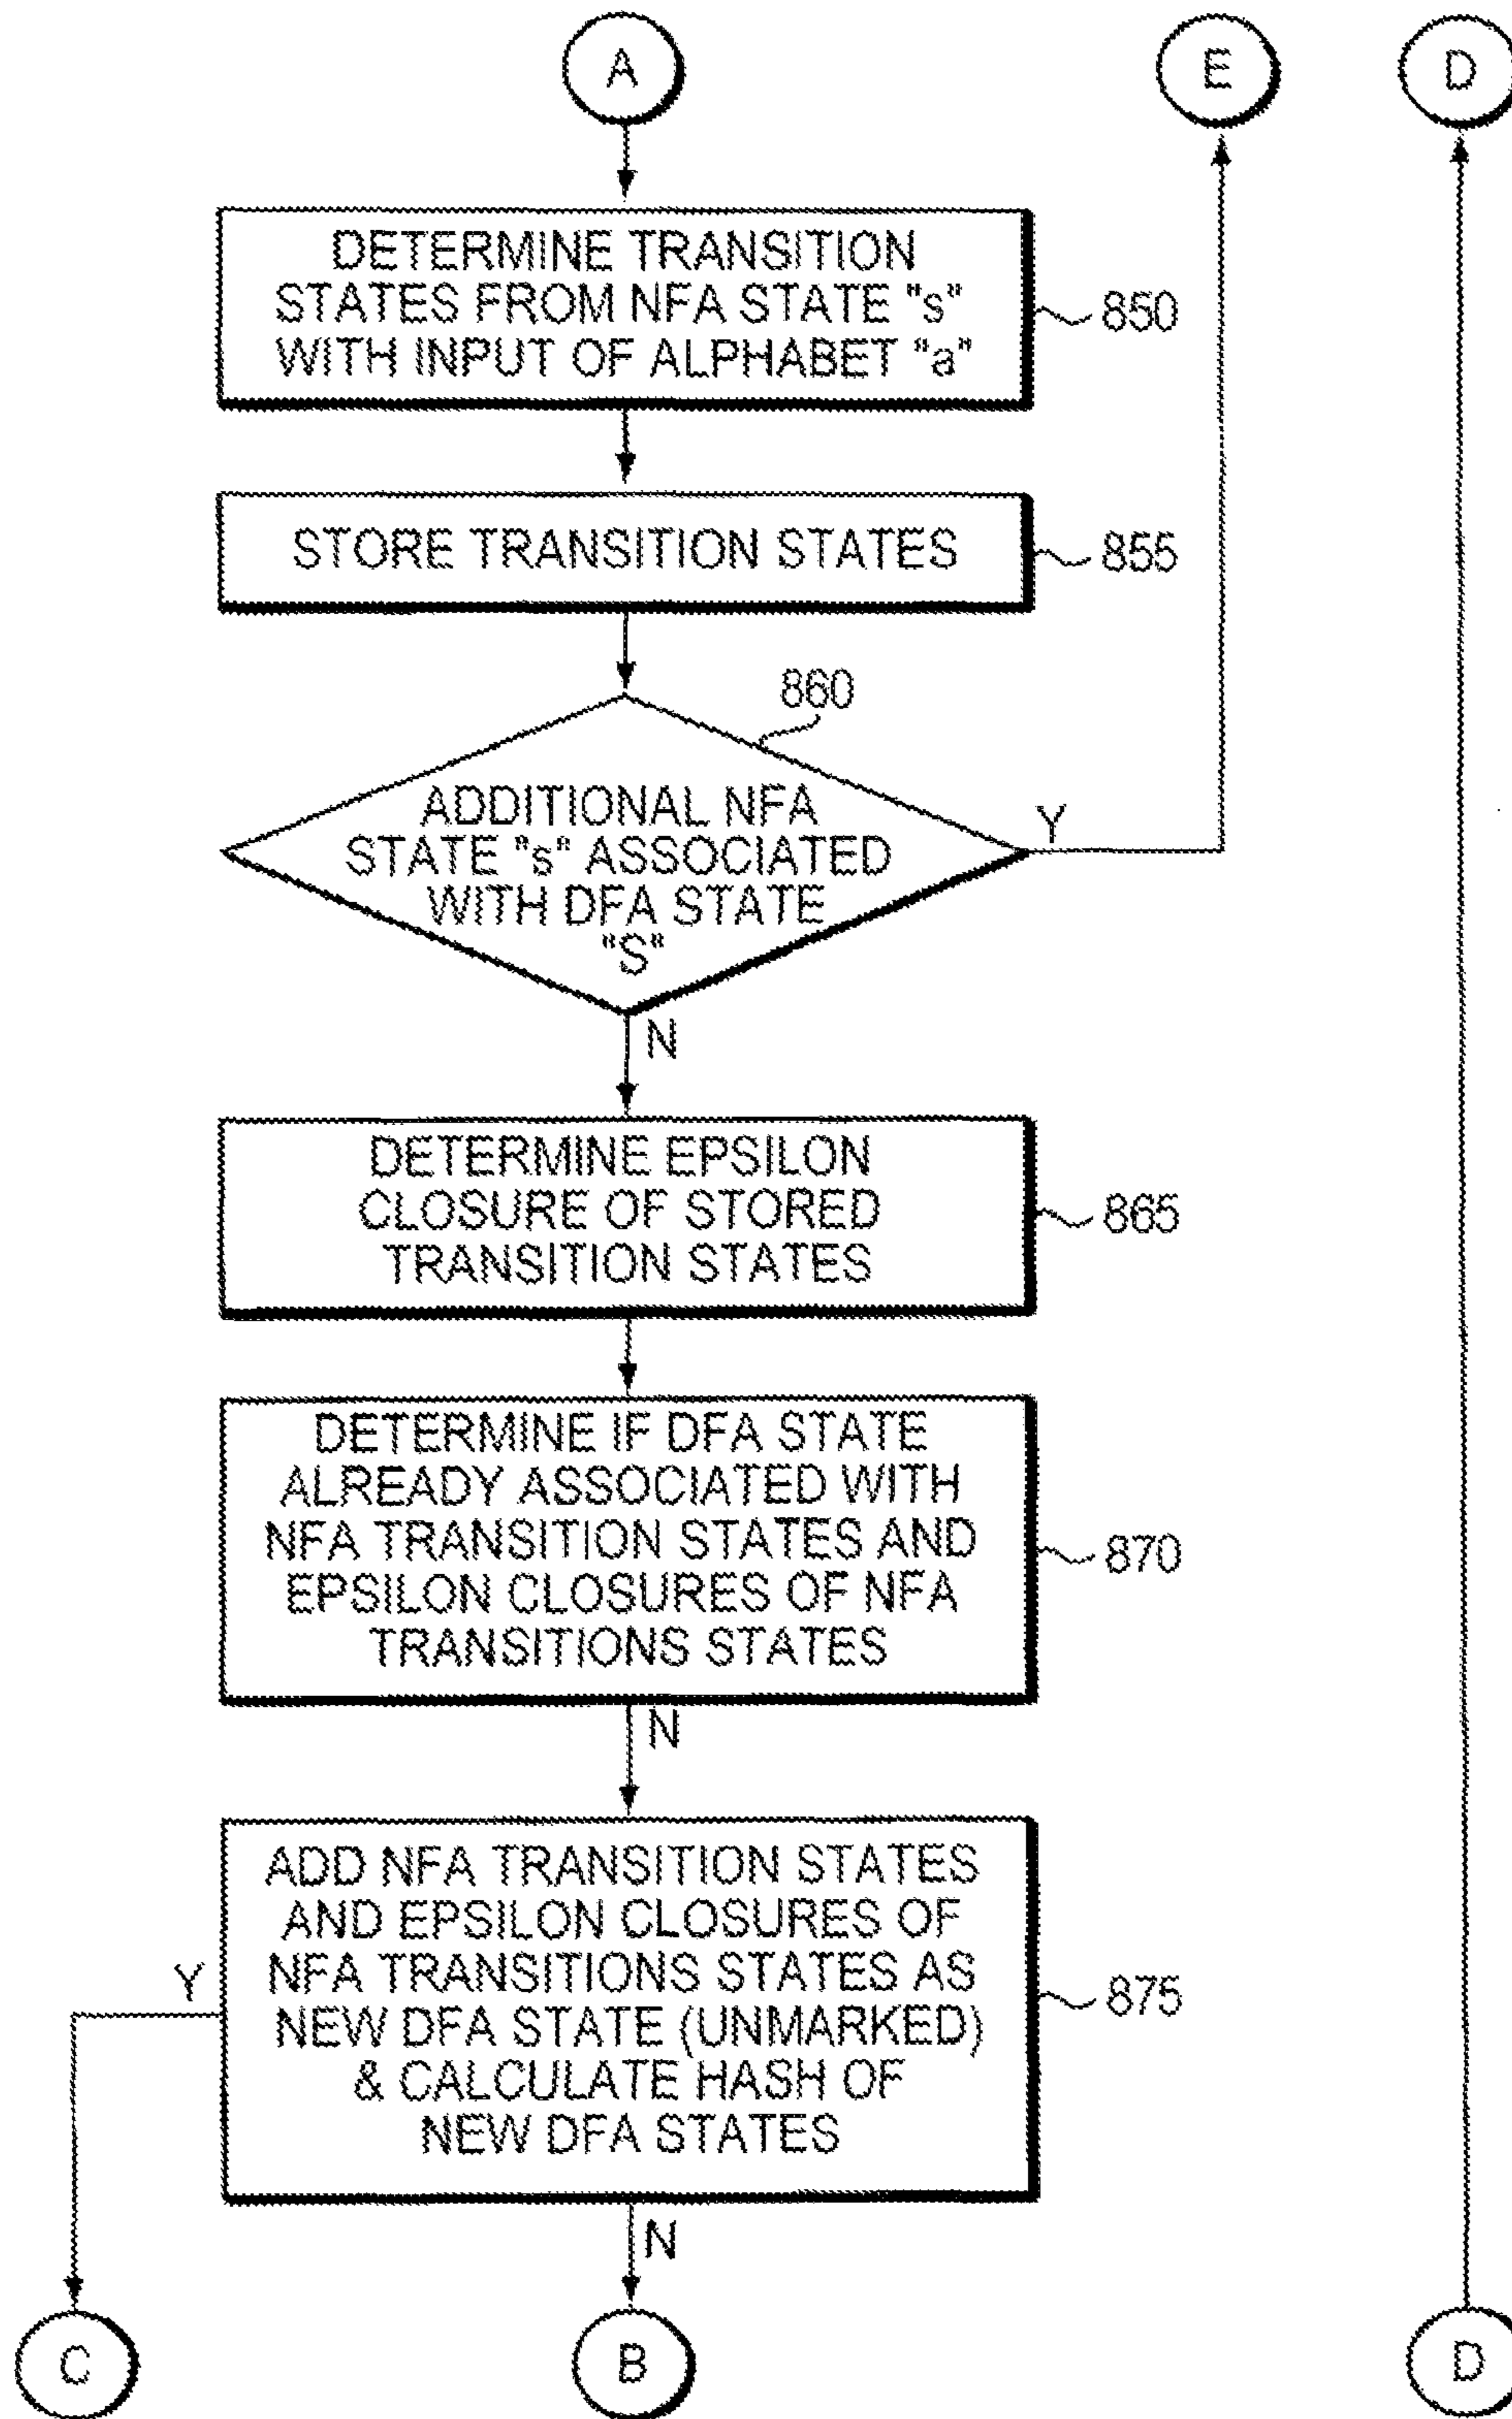 A
E
D
DETERMINE TRANSITION
STATES FROM NFA STATE "s"
WITH INPUT OF ALPHABET "a"
850
STORE TRANSITION STATES
855
860
ADDITIONAL NFA
STATE "s" ASSOCIATED
WITH DFA STATE
"S"
Y
N
DETERMINE EPSILON
CLOSURE OF STORED
TRANSITION STATES
865
DETERMINE IF DFA STATE
ALREADY ASSOCIATED WITH
NFA TRANSITION STATES AND
EPSILON CLOSURES OF NFA
TRANSITIONS STATES
870
N
ADD NFA TRANSITION STATES
AND EPSILON CLOSURES OF
NFA TRANSITIONS STATES AS
NEW DFA STATE (UNMARKED)
& CALCULATE HASH OF
NEW DFA STATES
875
Y
N
C
B
D